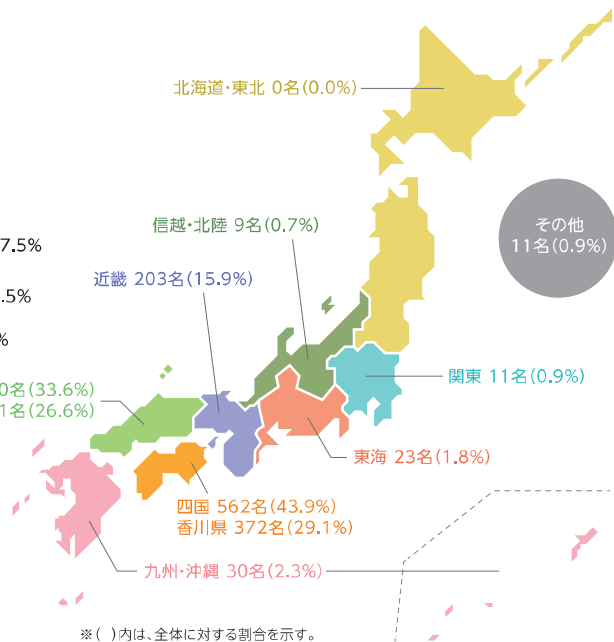 北海道・東北 0名(0.0%)
その他
11名(0.9%)
信越・北陸 9名(0.7%)
7.5%
近畿 203名(15.9%)
.5%
%
関東 11名(0.9%)
0名(33.6%)
1名(26.6%)
東海 23名(1.8%)
四国 562名(43.9%)
香川県 372名(29.1%)
九州・沖縄 30名(2.3%)
※( )内は、全体に対する割合を示す。